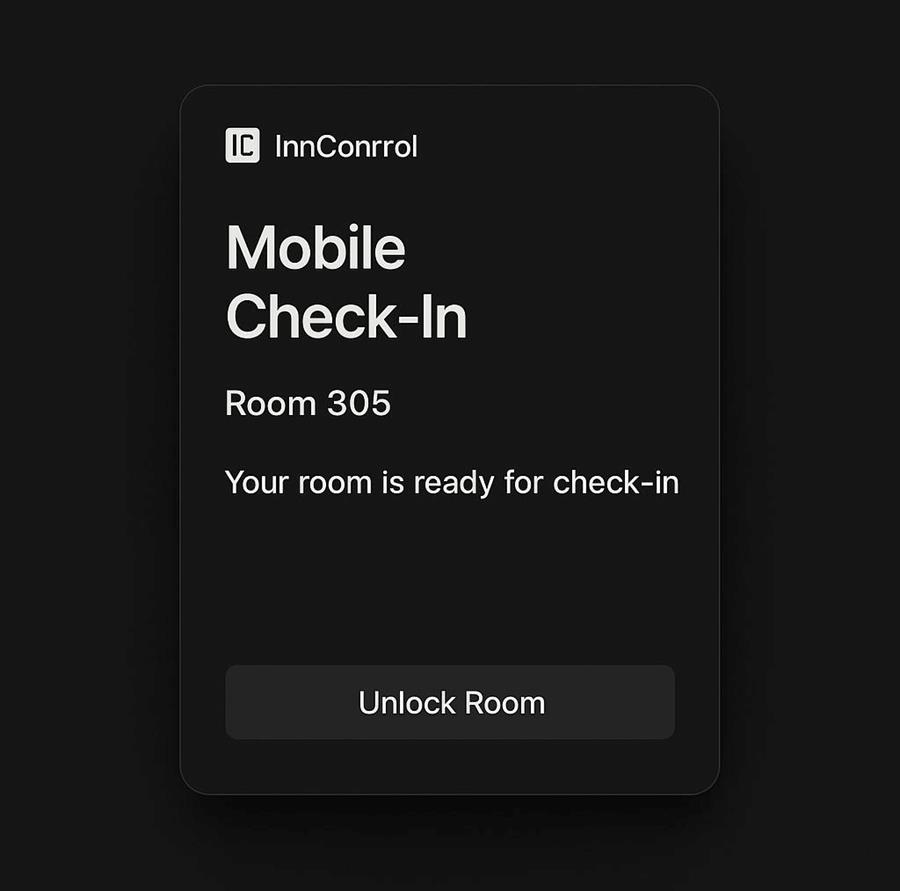 IC InnConrrol
Mobile
Check-In
Room 305
Your room is ready for check-in
Unlock Room